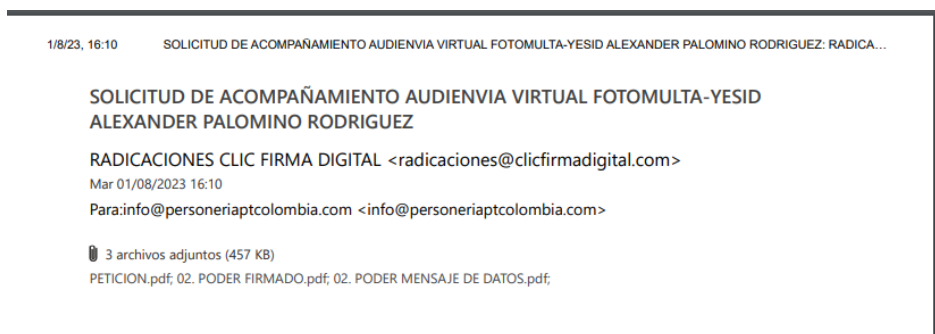 1/8/23, 16:10 SOLICITUD DE ACOMPAÑAMIENTO AUDIENVIA VIRTUAL FOTOMULTA-YESID ALEXANDER PALOMINO RODRIGUEZ: RADICA...
SOLICITUD DE ACOMPAÑAMIENTO AUDIENVIA VIRTUAL FOTOMULTA-YESID
ALEXANDER PALOMINO RODRIGUEZ
RADICACIONES CLIC FIRMA DIGITAL <radicaciones@clicfirmadigital.com>
Mar 01/08/2023 16:10
Para:info@personeriaptcolombia.com <info@personeriaptcolombia.com>
3 archivos adjuntos (457 KB)
PETICION.pdf; 02. PODER FIRMADO.pdf; 02. PODER MENSAJE DE DATOS.pdf;